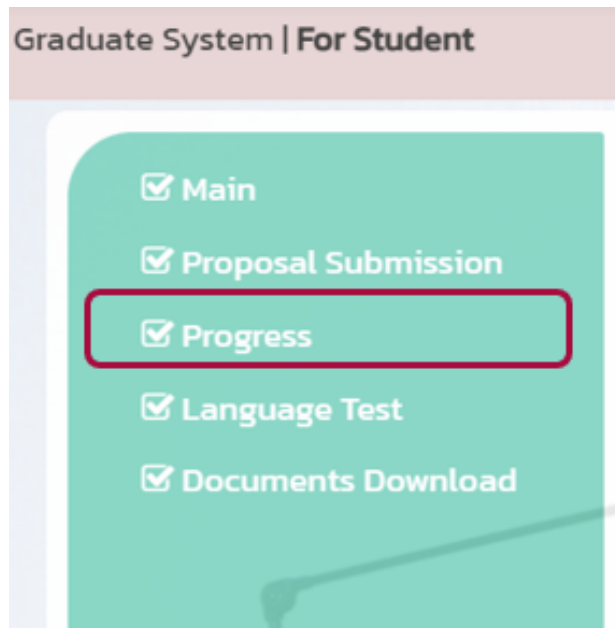 Graduate System | For Student
Main
Proposal Submission
Progress
Language Test
Documents Download